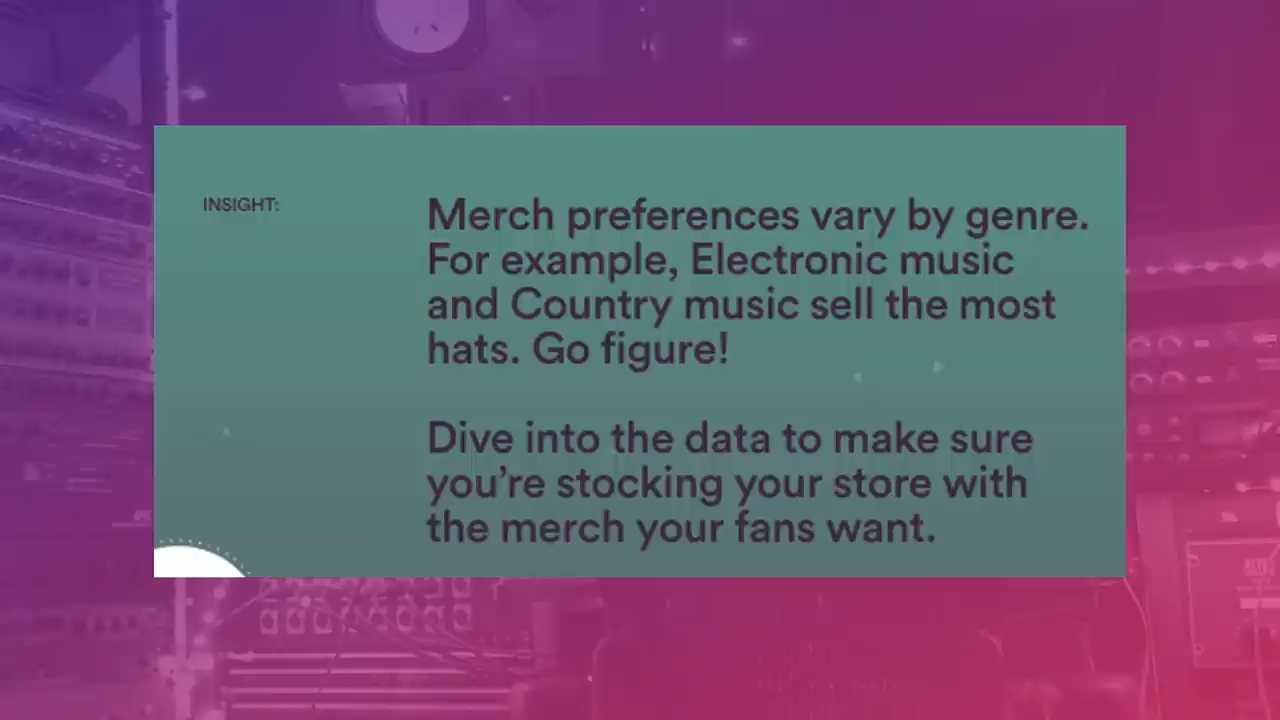 INSIGHT:
Merch preferences vary by genre.
For example, Electronic music
and Country music sell the most
hats. Go figure!
Dive into the data to make sure
you're stocking your store with
the merch your fans want.